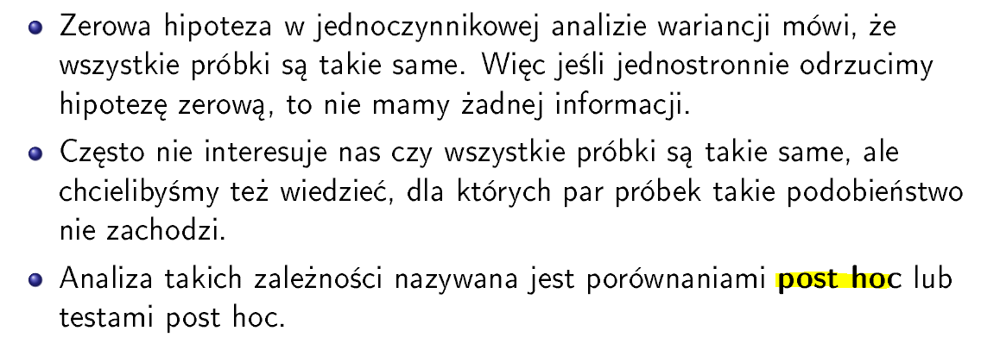 Zerowa hipoteza w jednoczynnikowej analizie wariancji mówi, że
wszystkie próbki są takie same. Więc jeśli jednostronnie odrzucimy
hipotezę zerową, to nie mamy żadnej informacji.
Często nie interesuje nas czy wszystkie próbki są takie same, ale
chcielibyśmy też wiedzieć, dla których par próbek takie podobieństwo
nie zachodzi.
Analiza takich zależności nazywana jest porównaniami post hoc lub
testami post hoc.